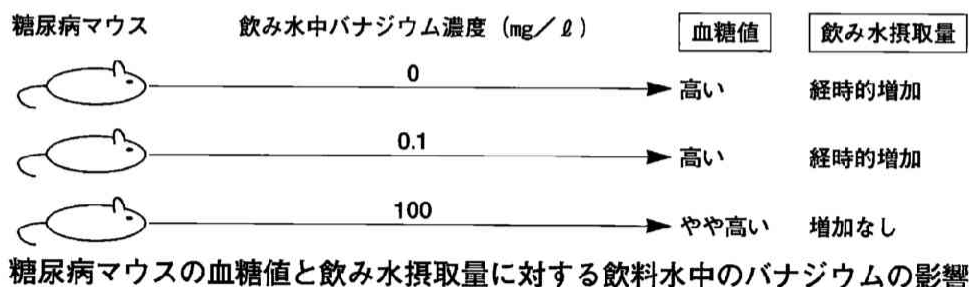 糖尿病マウス 飲み水中バナジウム濃度 (mg/ℓ) 血糖値 飲み水摂取量
0 高い 経時的増加
0.1 高い 経時的増加
100 やや高い 増加なし
糖尿病マウスの血糖値と飲み水摂取量に対する飲料水中のバナジウムの影響